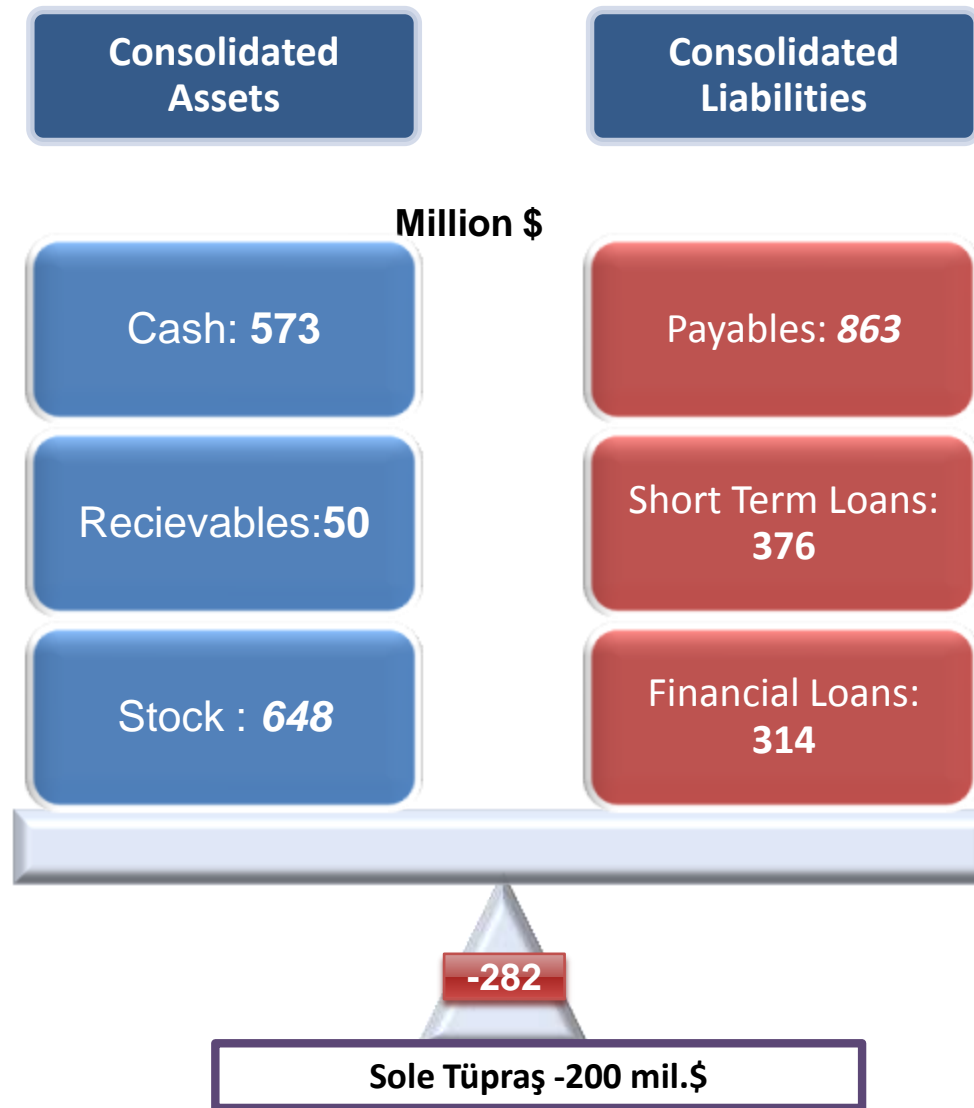 Consolidated
Assets
Consolidated
Liabilities
Million $
Cash: 573
Payables: 863
Recievables:50
Short Term Loans:
376
Stock : 648
Financial Loans:
314
-282
Sole Tüpraş -200 mil.$